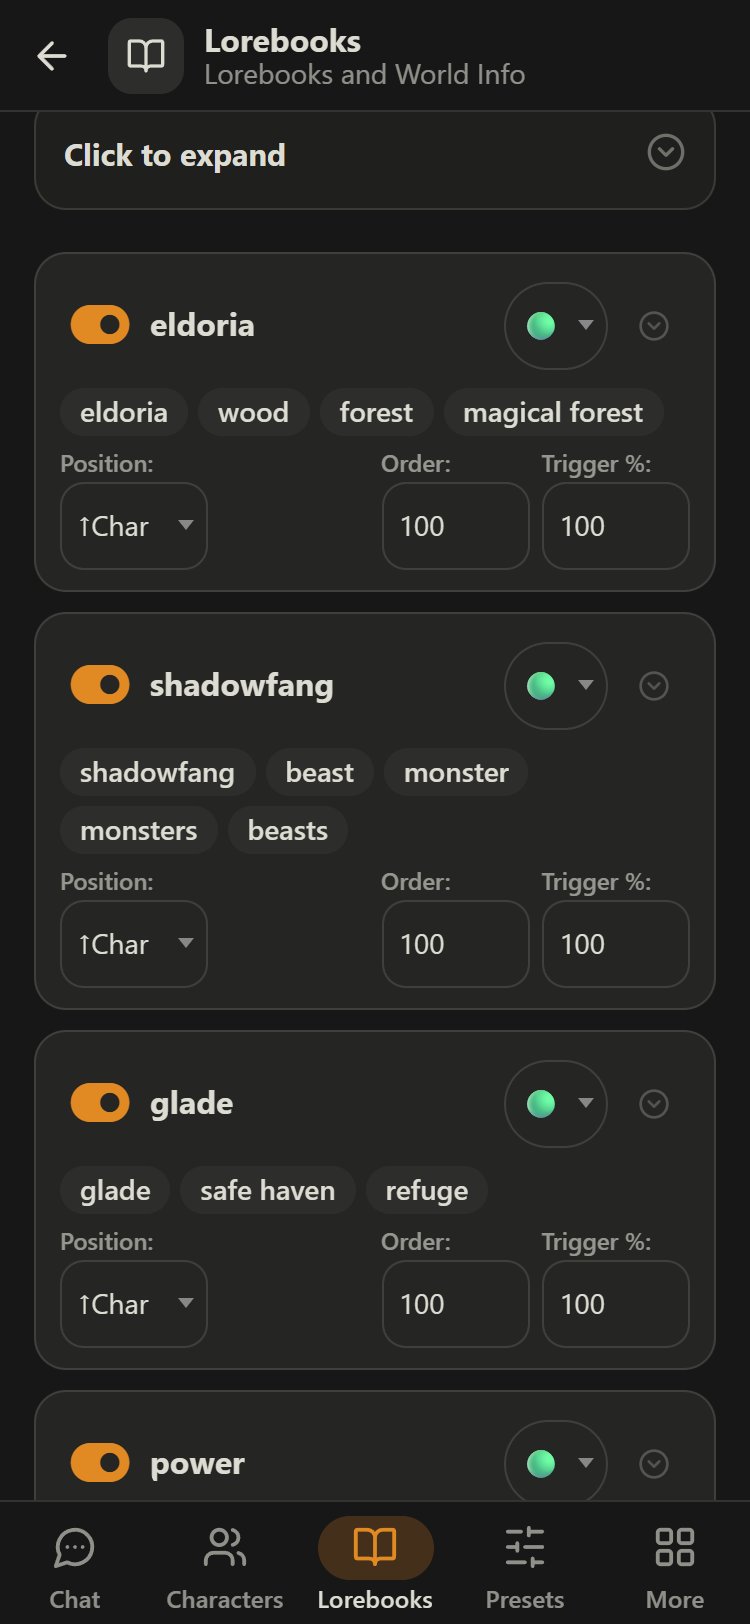 Lorebooks
Lorebooks and World Info
Click to expand
eldoria
eldoria wood forest magical forest
Position: Order: Trigger %:
↑Char 100 100
shadowfang
shadowfang beast monster
monsters beasts
Position: Order: Trigger %:
↑Char 100 100
glade
glade safe haven refuge
Position: Order: Trigger %:
↑Char 100 100
power
Chat Characters Lorebooks Presets More